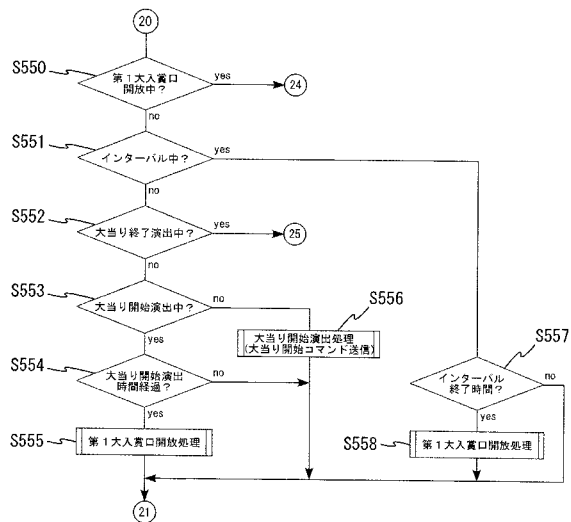 20
S550
第1大入賞口
開放中?
yes
24
no
S551
インターバル中?
yes
no
S552
大当り終了演出中?
yes
25
no
S553
大当り開始演出中?
no
yes
S556
大当り開始演出処理
(大当り開始コマンド送信)
S554
大当り開始演出
時間経過?
no
yes
S557
インターバル
終了時間?
no
yes
S555
第1大入賞口開放処理
S558
第1大入賞口開放処理
21